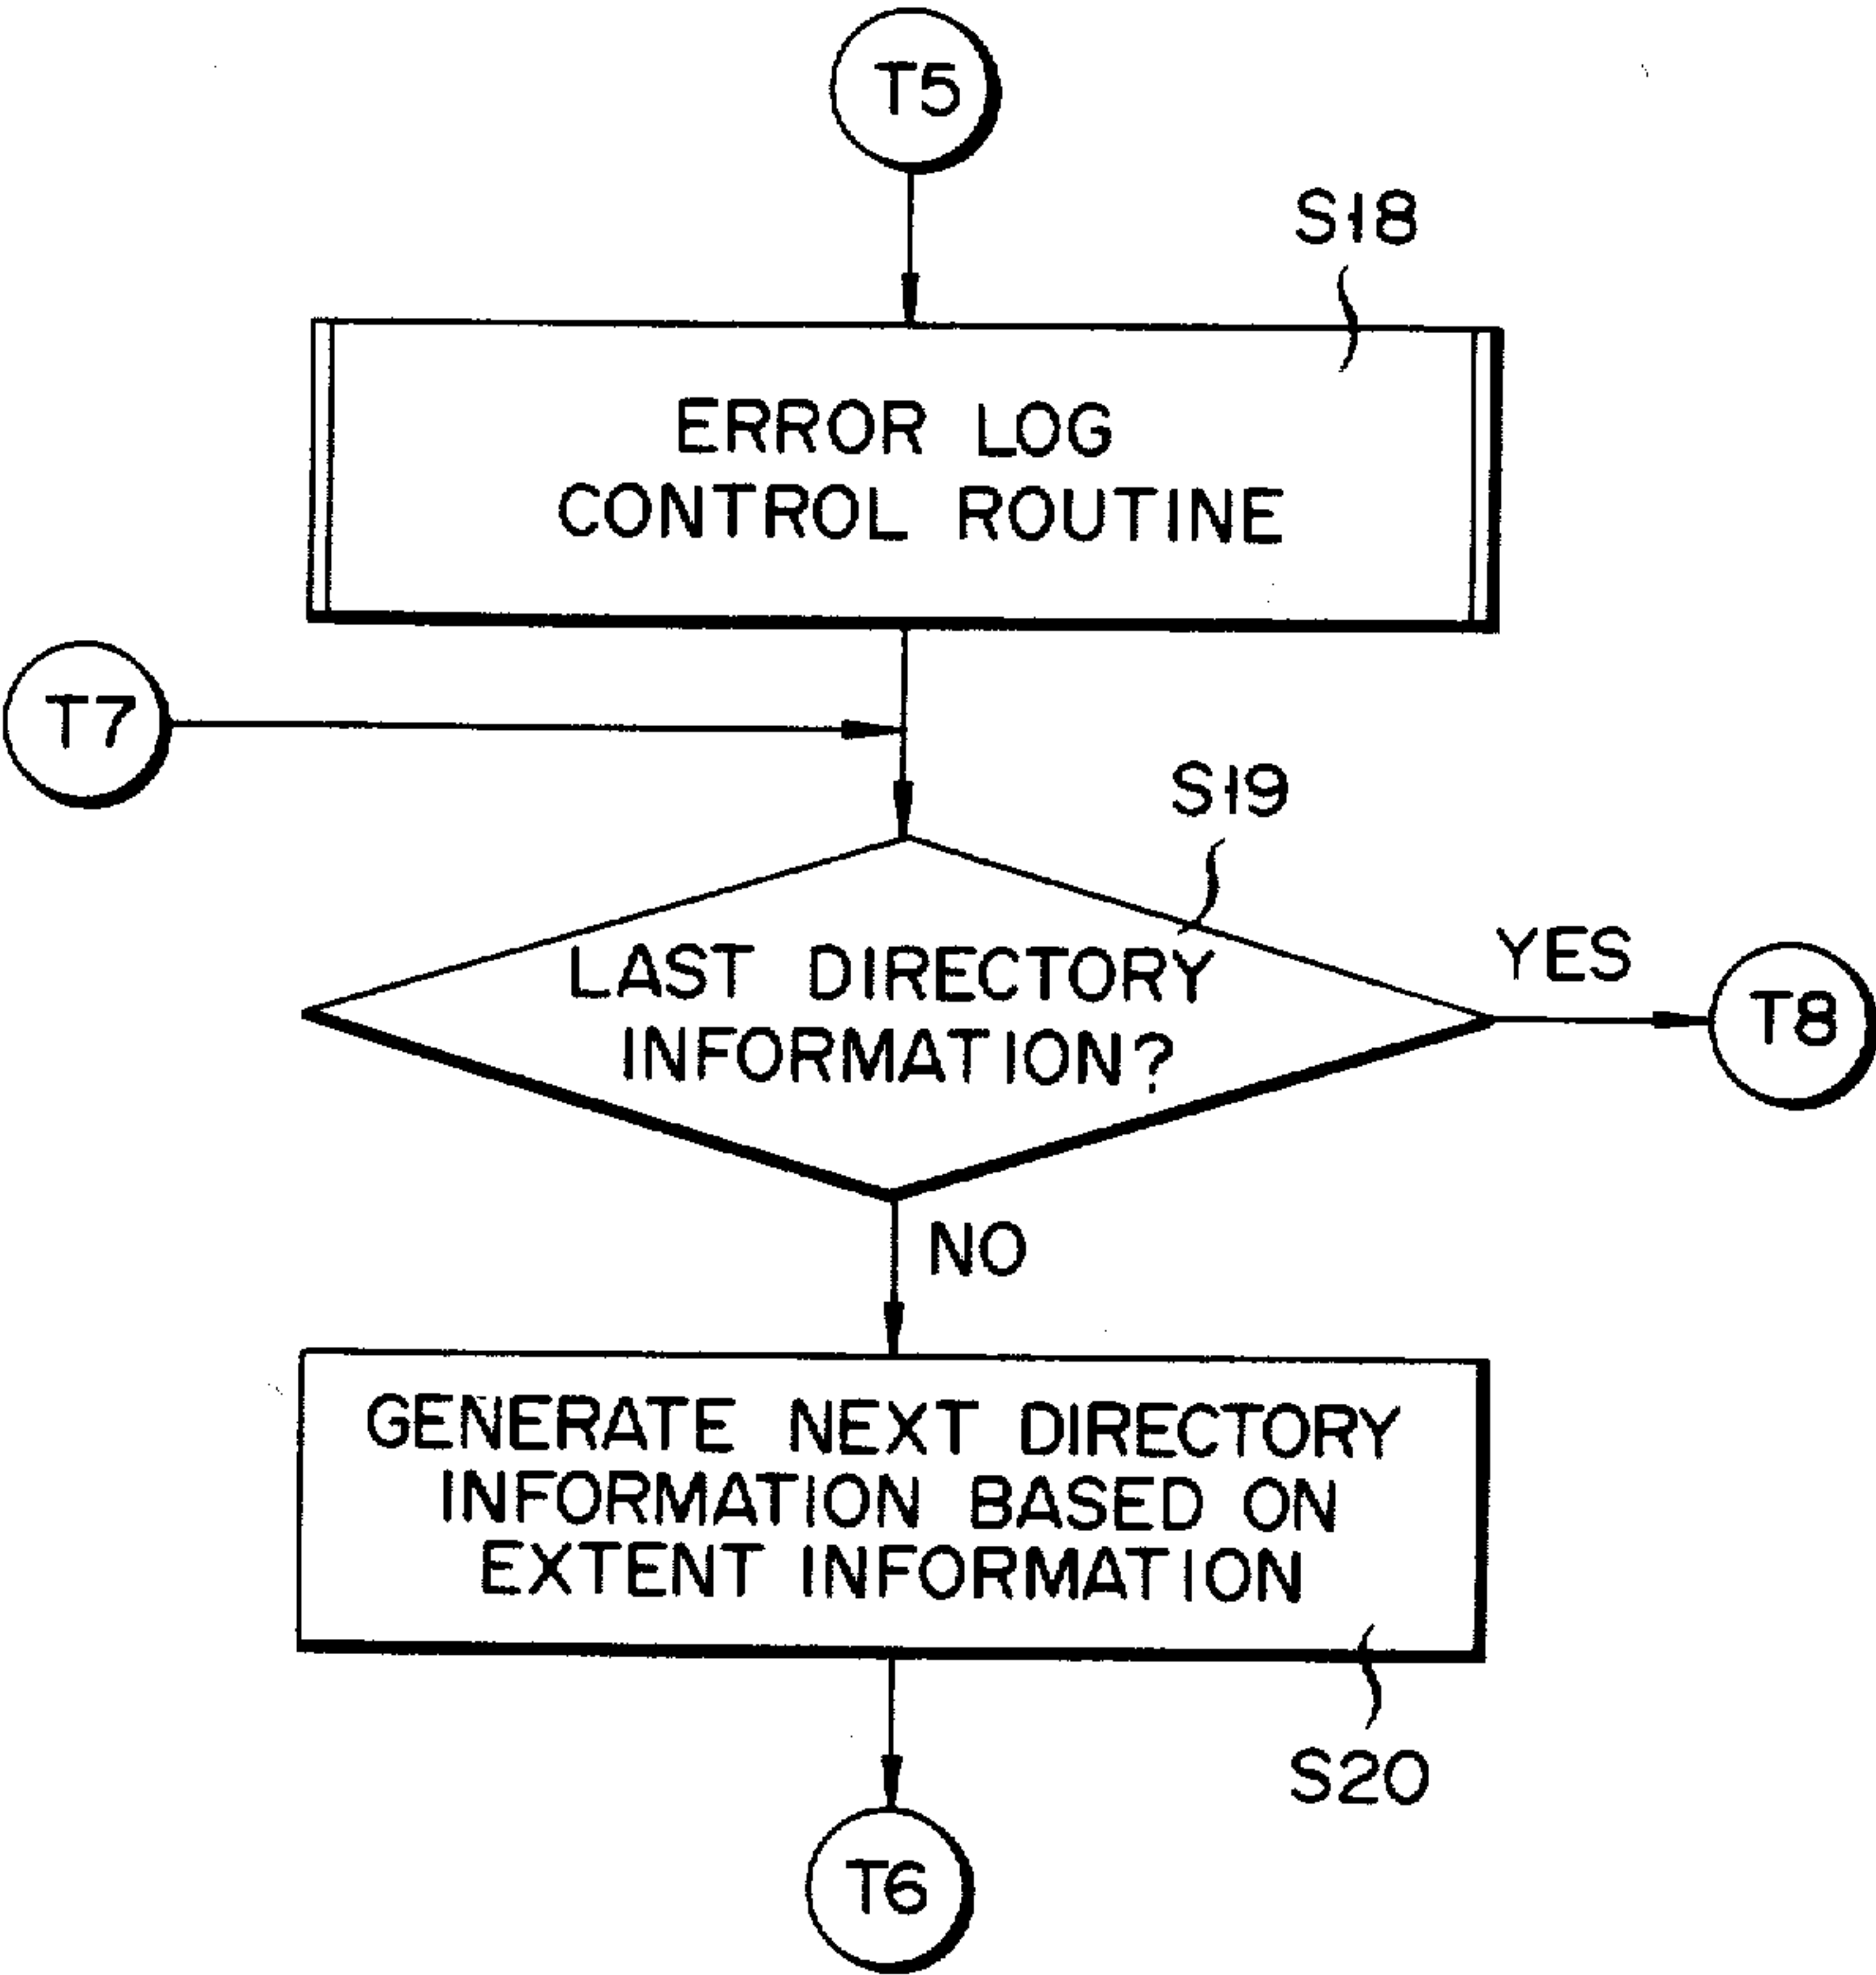 T5
S18
ERROR LOG
CONTROL ROUTINE
T7
S19
LAST DIRECTORY
INFORMATION?
YES
T8
NO
GENERATE NEXT DIRECTORY
INFORMATION BASED ON
EXTENT INFORMATION
S20
T6